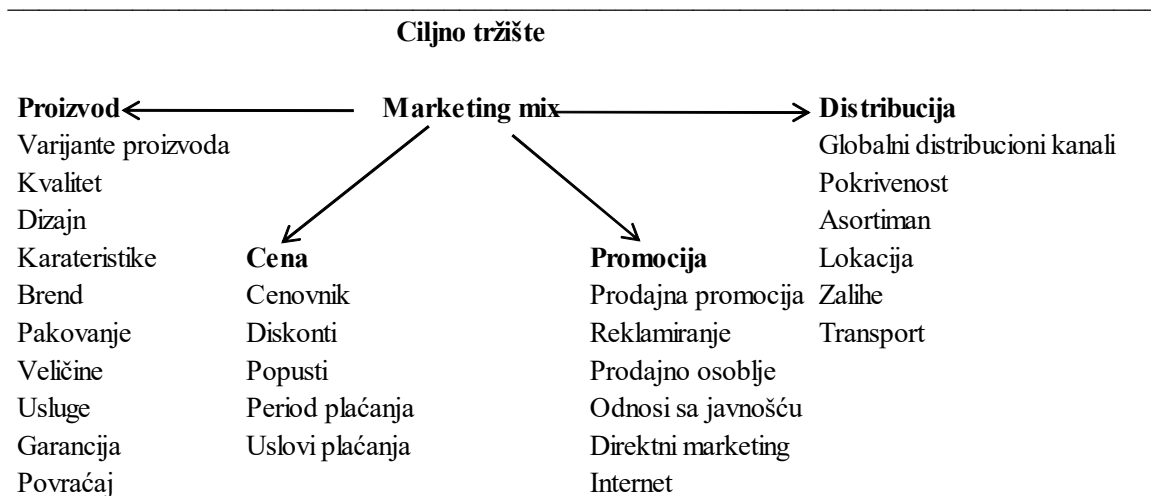 Ciljno tržište
Proizvod Marketing mix Distribucija
Varijante proizvoda Globalni distribucioni kanali
Kvalitet Pokrivenost
Dizajn Asortiman
Karateristike Cena Promocija Lokacija
Brend Cenovnik Prodajna promocija Zalihe
Pakovanje Diskonti Reklamiranje Transport
Veličine Popusti Prodajno osoblje
Usluge Period plaćanja Odnosi sa javnošću
Garancija Uslovi plaćanja Direktni marketing
Povraćaj Internet